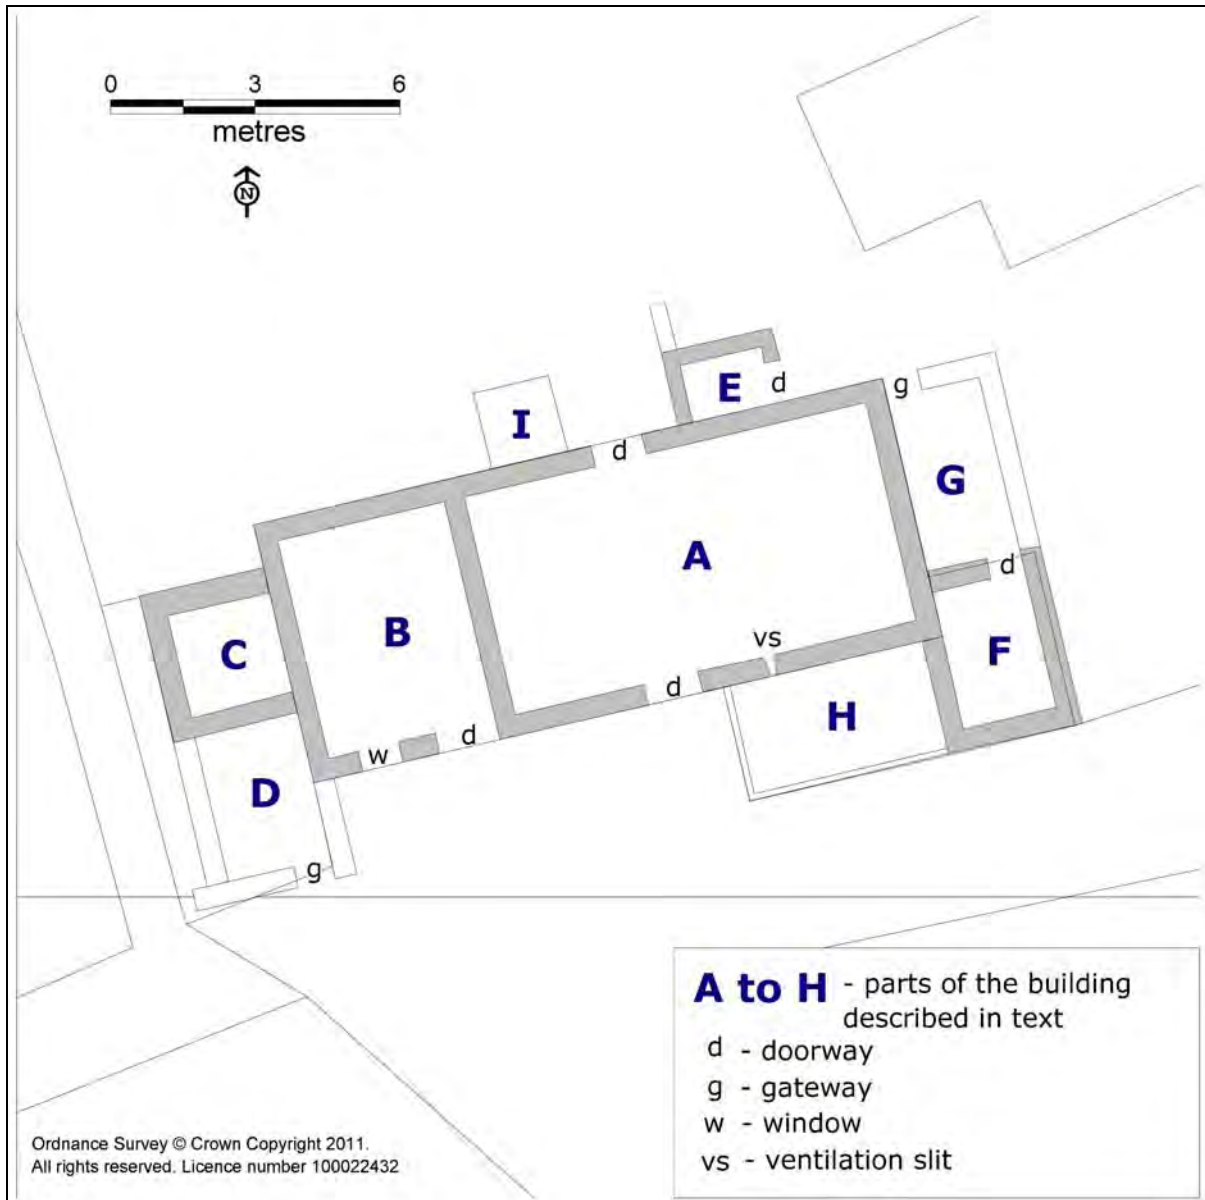 0 3 6
metres
N
E
d
g
I
d
G
A
d
B
C
vs
F
d
H
w d
D
g
A to H - parts of the building
described in text
d - doorway
g - gateway
w - window
vs - ventilation slit
Ordnance Survey © Crown Copyright 2011.
All rights reserved. Licence number 100022432